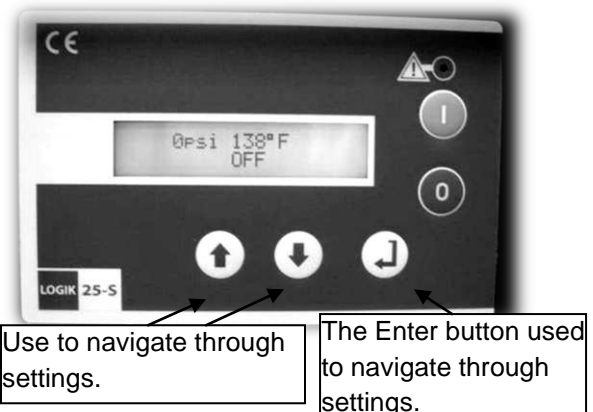 CE
I
0psi 138°F
OFF
0
LOGIK 25-S
Use to navigate through
settings.
The Enter button used
to navigate through
settings.